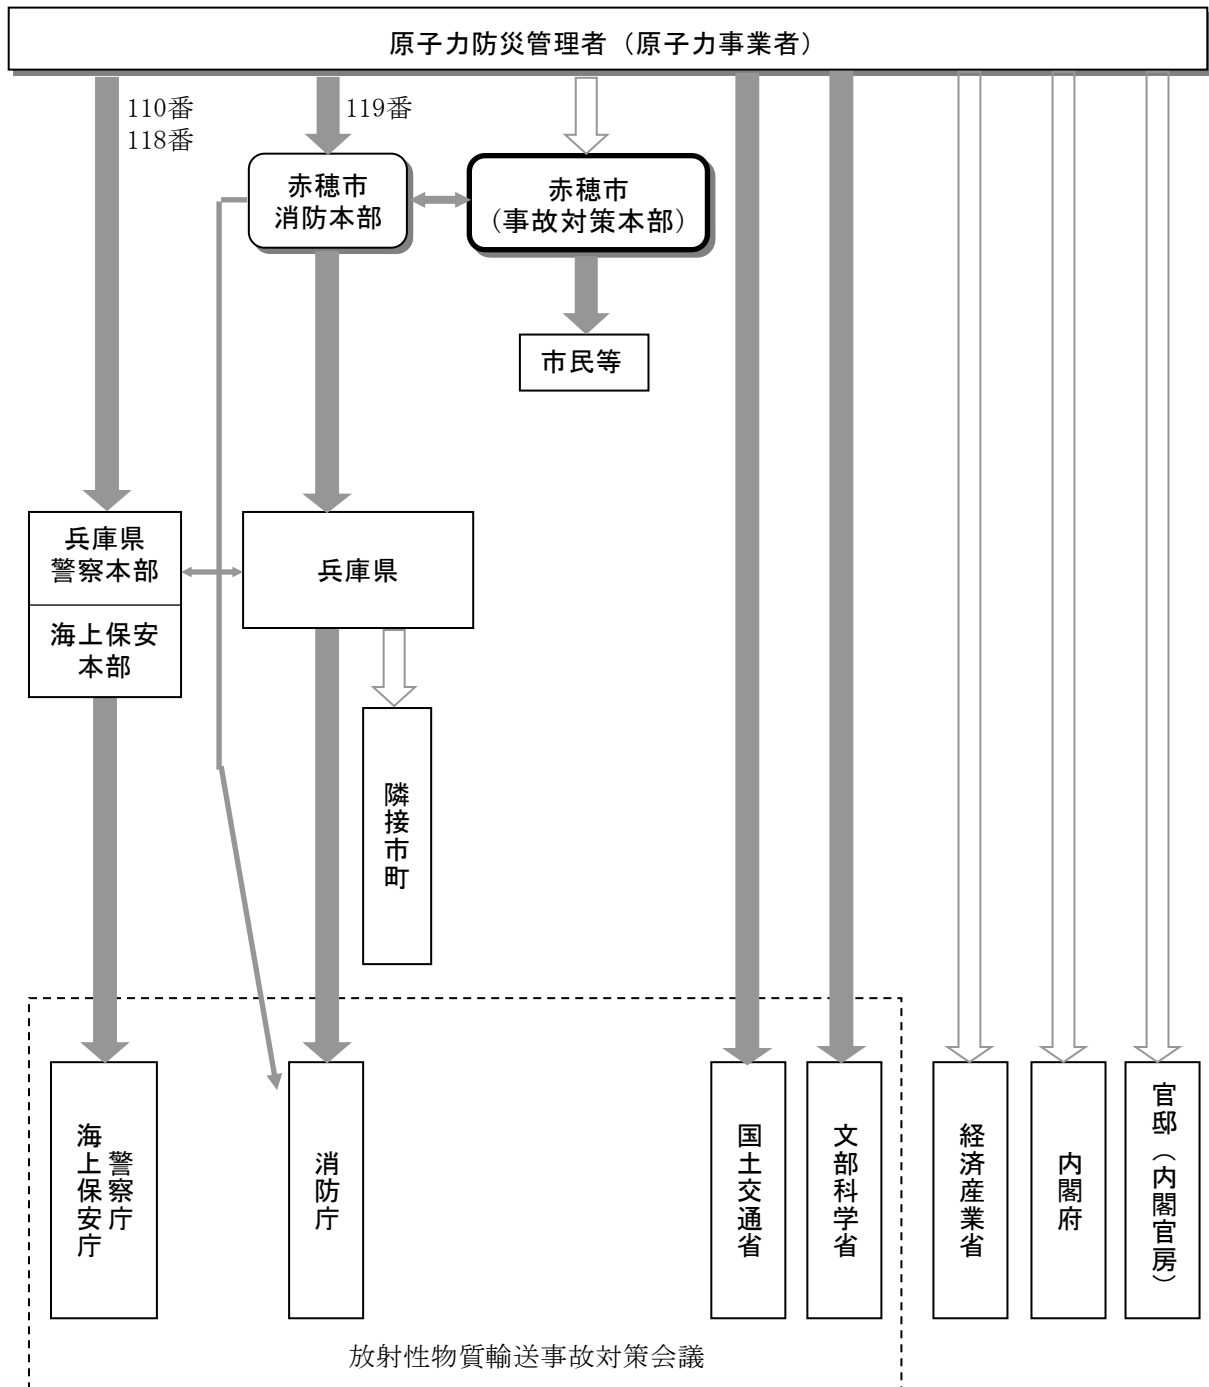 原子力防災管理者（原子力事業者）
110番
118番
119番
赤穂市
消防本部
赤穂市
（事故対策本部）
市民等
兵庫県
警察本部
海上保安
本部
兵庫県
隣接市町
警察庁
海上保安庁
消防庁
国土交通省
文部科学省
経済産業省
内閣府
官邸（内閣官房）
放射性物質輸送事故対策会議